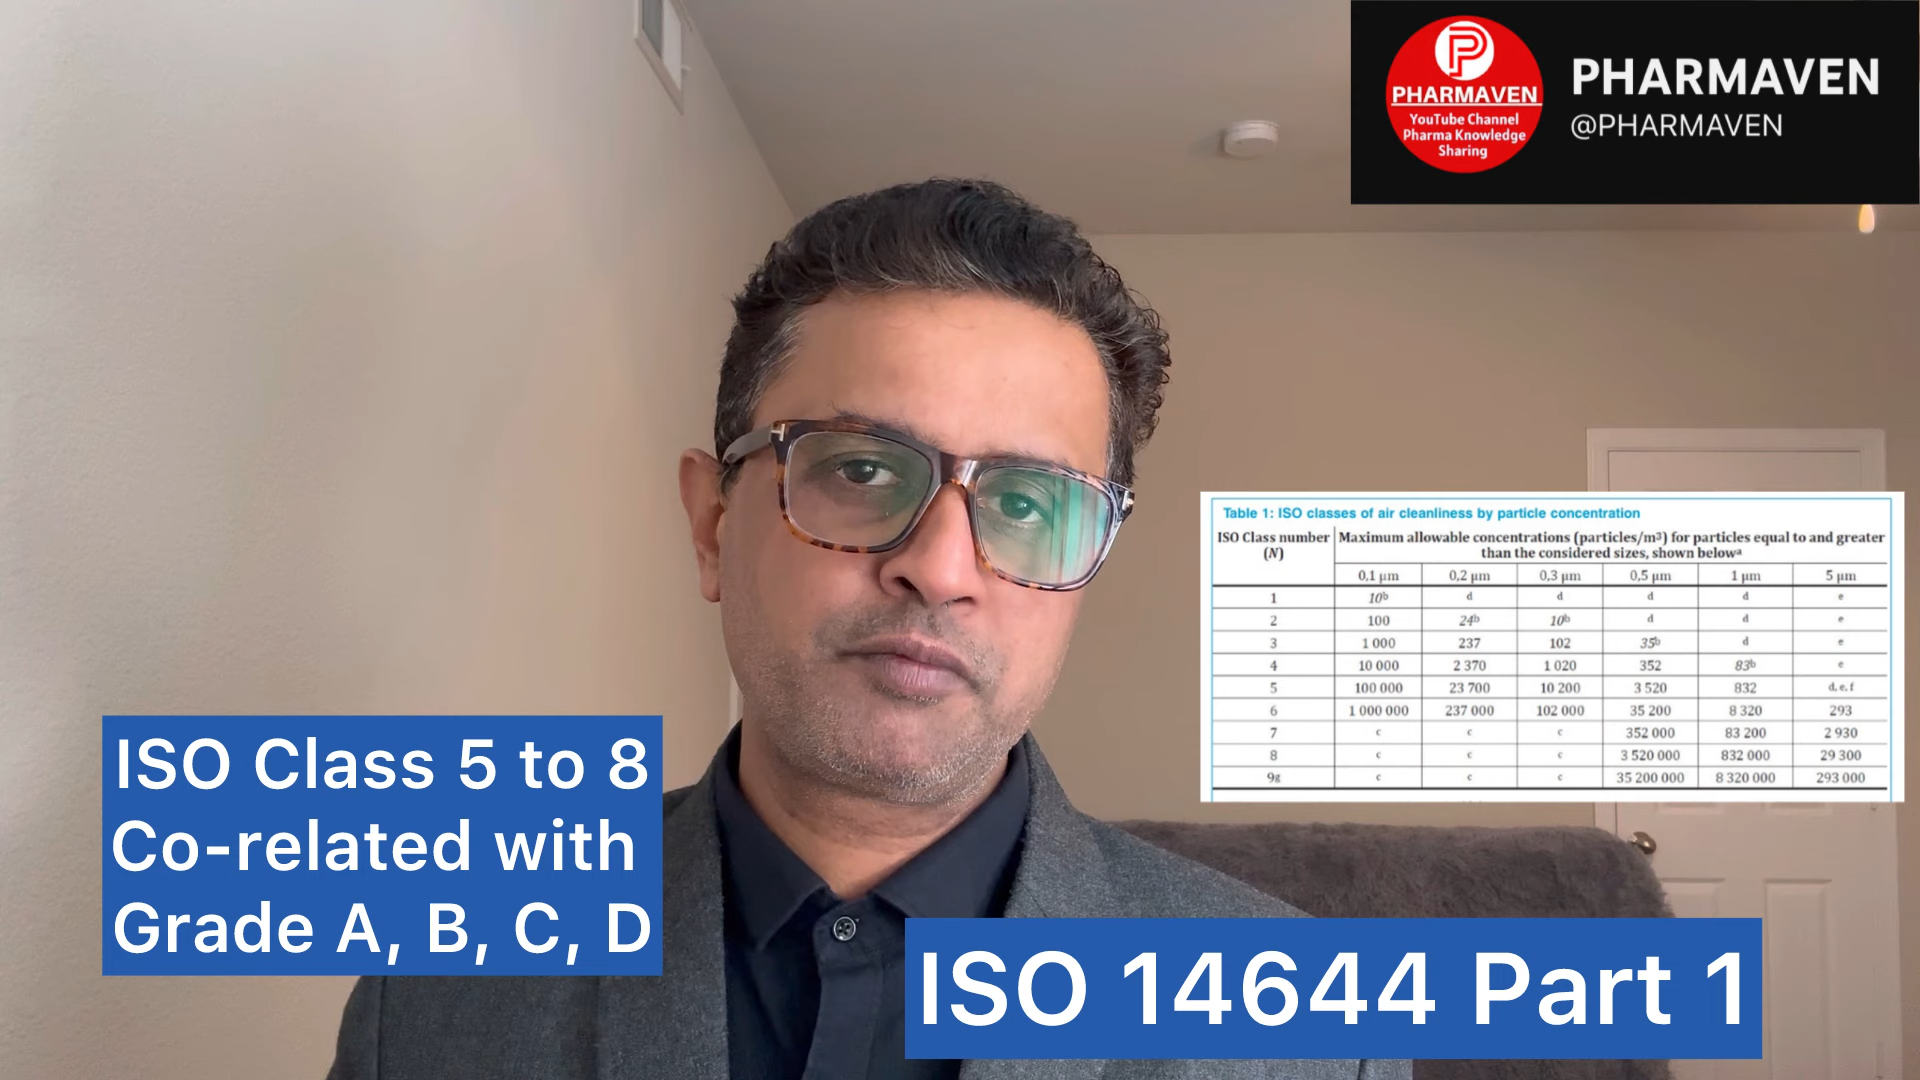 P
PHARMAVEN
YouTube Channel
Pharma Knowledge
Sharing
PHARMAVEN
@PHARMAVEN
Table 1: ISO classes of air cleanliness by particle concentration
ISO Class number (N) Maximum allowable concentrations (particles/m³) for particles equal to and greater than the considered sizes, shown belowᵃ
0,1 µm 0,2 µm 0,3 µm 0,5 µm 1 µm 5 µm
1 10ᵇ d d d d e
2 100 24ᵇ 10ᵇ d d e
3 1 000 237 102 35ᵇ d e
4 10 000 2 370 1 020 352 83ᵇ e
5 100 000 23 700 10 200 3 520 832 d, e, f
6 1 000 000 237 000 102 000 35 200 8 320 293
7 c c c 352 000 83 200 2 930
8 c c c 3 520 000 832 000 29 300
9g c c c 35 200 000 8 320 000 293 000
ISO Class 5 to 8
Co-related with
Grade A, B, C, D
ISO 14644 Part 1